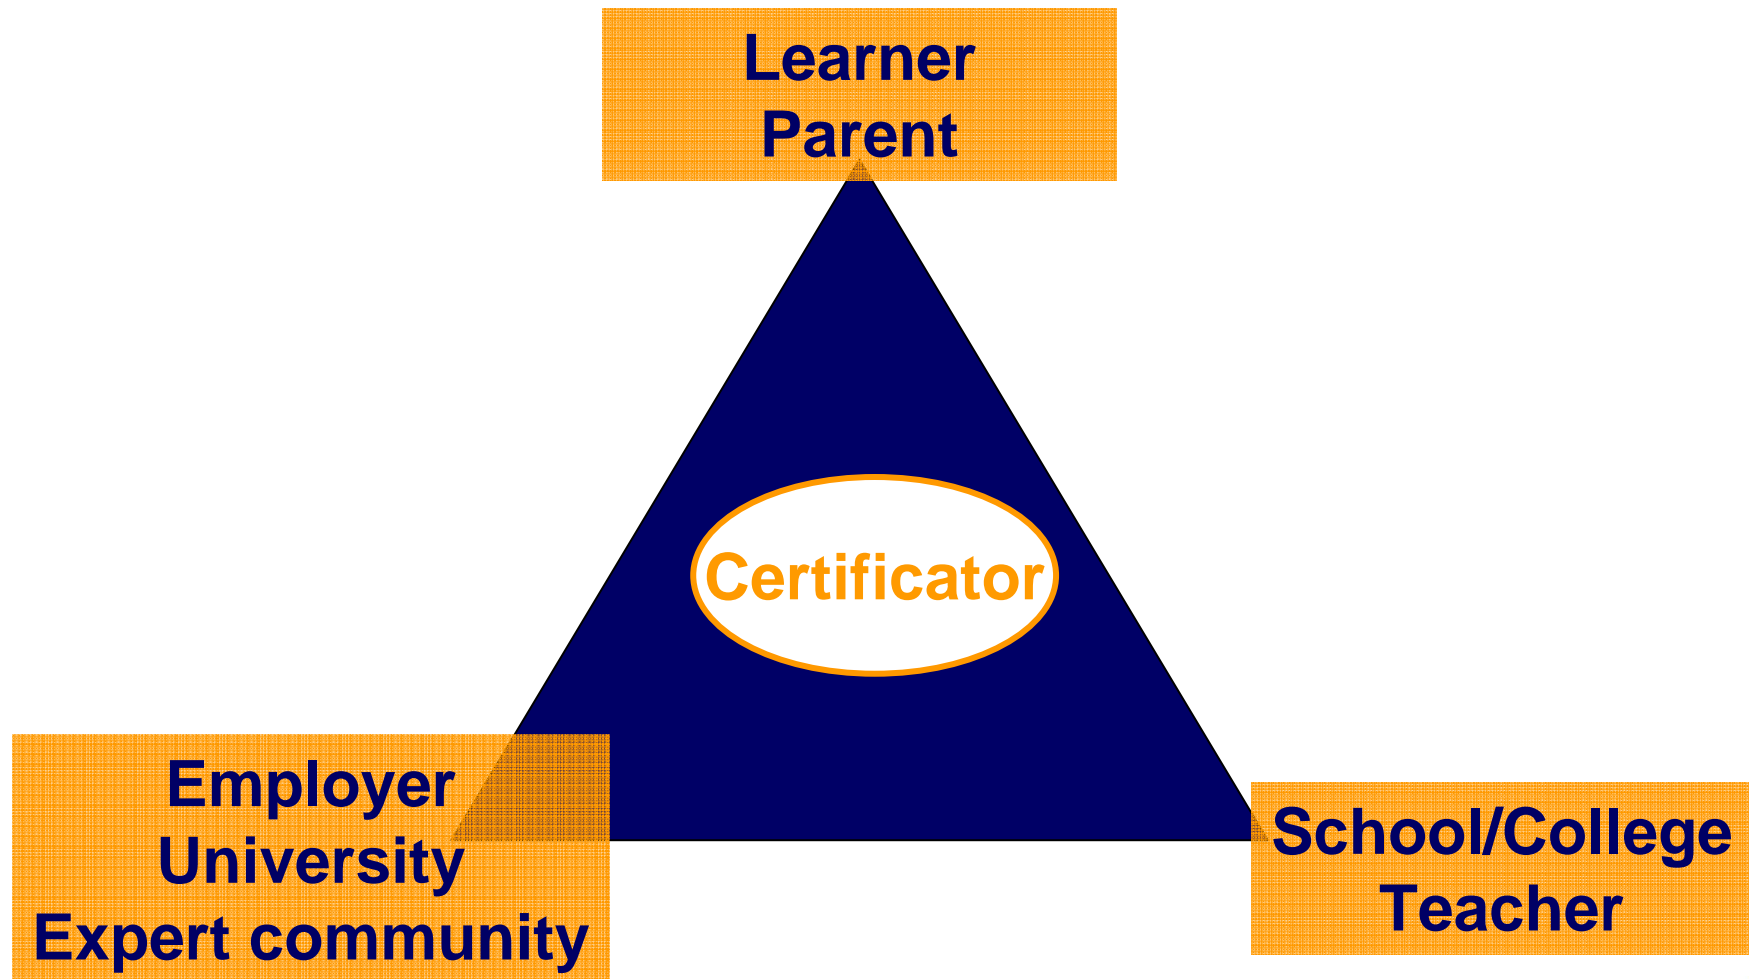 Learner
Parent
Certificator
Employer
University
Expert community
School/College
Teacher